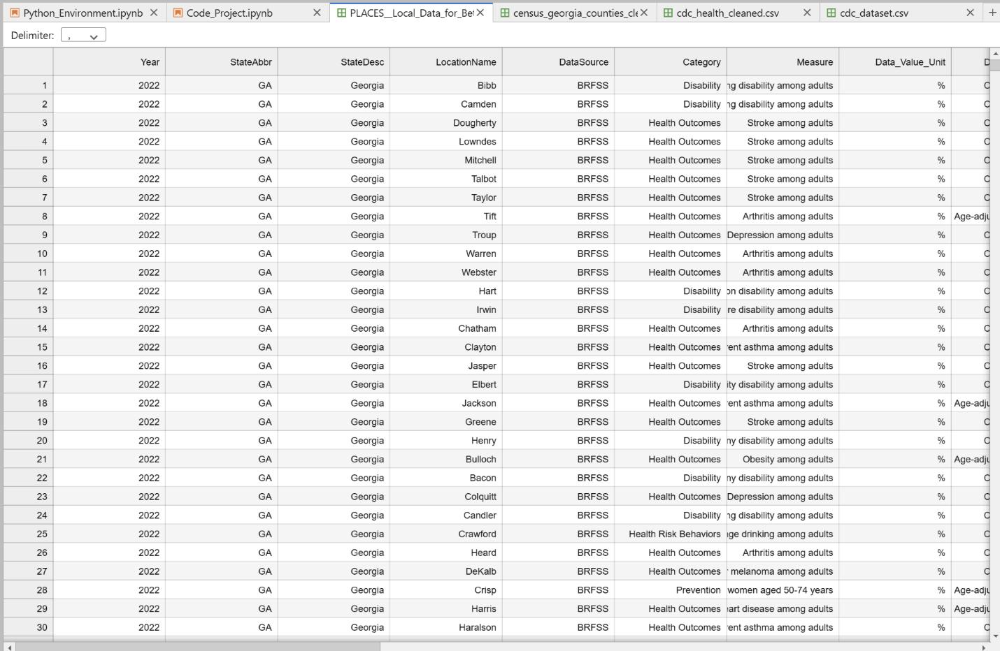 Python_Environment.ipynb Code_Project.ipynb PLACES__Local_Data_for_Bet census_georgia_counties_cle cdc_health_cleaned.csv cdc_dataset.csv
Delimiter: ,
Year StateAbbr StateDesc LocationName DataSource Category Measure Data_Value_Unit D
1 2022 GA Georgia Bibb BRFSS Disability ng disability among adults % C
2 2022 GA Georgia Camden BRFSS Disability ng disability among adults % C
3 2022 GA Georgia Dougherty BRFSS Health Outcomes Stroke among adults % C
4 2022 GA Georgia Lowndes BRFSS Health Outcomes Stroke among adults % C
5 2022 GA Georgia Mitchell BRFSS Health Outcomes Stroke among adults % C
6 2022 GA Georgia Talbot BRFSS Health Outcomes Stroke among adults % C
7 2022 GA Georgia Taylor BRFSS Health Outcomes Stroke among adults % C
8 2022 GA Georgia Tift BRFSS Health Outcomes Arthritis among adults % Age-adju
9 2022 GA Georgia Troup BRFSS Health Outcomes Depression among adults % C
10 2022 GA Georgia Warren BRFSS Health Outcomes Arthritis among adults % C
11 2022 GA Georgia Webster BRFSS Health Outcomes Arthritis among adults % C
12 2022 GA Georgia Hart BRFSS Disability on disability among adults % C
13 2022 GA Georgia Irwin BRFSS Disability re disability among adults % C
14 2022 GA Georgia Chatham BRFSS Health Outcomes Arthritis among adults % C
15 2022 GA Georgia Clayton BRFSS Health Outcomes rent asthma among adults % C
16 2022 GA Georgia Jasper BRFSS Health Outcomes Stroke among adults % C
17 2022 GA Georgia Elbert BRFSS Disability ity disability among adults % C
18 2022 GA Georgia Jackson BRFSS Health Outcomes rent asthma among adults % Age-adju
19 2022 GA Georgia Greene BRFSS Health Outcomes Stroke among adults % C
20 2022 GA Georgia Henry BRFSS Disability ny disability among adults % C
21 2022 GA Georgia Bulloch BRFSS Health Outcomes Obesity among adults % Age-adju
22 2022 GA Georgia Bacon BRFSS Disability ny disability among adults % C
23 2022 GA Georgia Colquitt BRFSS Health Outcomes Depression among adults % C
24 2022 GA Georgia Candler BRFSS Disability ng disability among adults % C
25 2022 GA Georgia Crawford BRFSS Health Risk Behaviors nge drinking among adults % C
26 2022 GA Georgia Heard BRFSS Health Outcomes Arthritis among adults % C
27 2022 GA Georgia DeKalb BRFSS Health Outcomes melanoma among adults % C
28 2022 GA Georgia Crisp BRFSS Prevention women aged 50-74 years % Age-adju
29 2022 GA Georgia Harris BRFSS Health Outcomes eart disease among adults % Age-adju
30 2022 GA Georgia Haralson BRFSS Health Outcomes rent asthma among adults % C